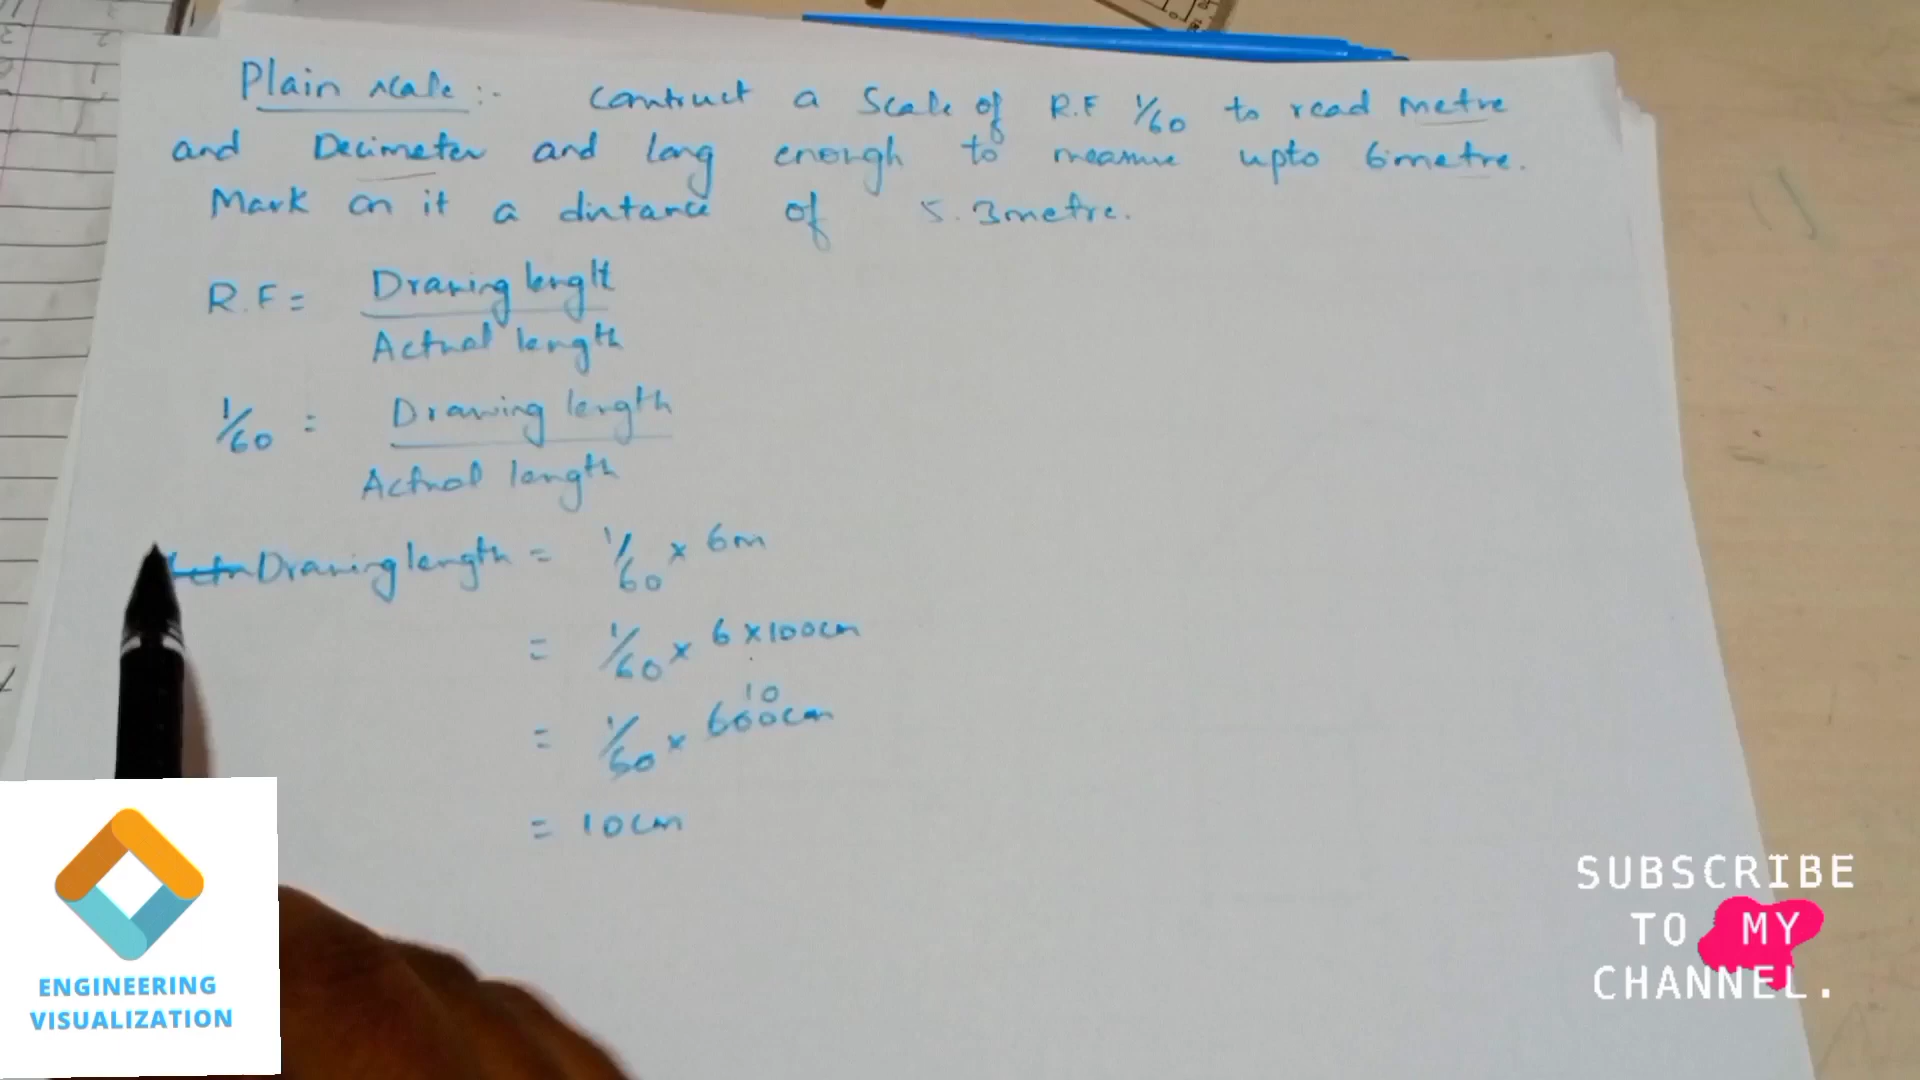 Plain scale :- construct a Scale of R.F 1/60 to read metre
and Decimeter and long enough to measure upto 6metre.
Mark on it a distance of 5.3metre.
R.F = Drawing length
Actual length
1/60 = Drawing length
Actual length
Drawing length = 1/60 × 6m
= 1/60 × 6 ×100cm
10
= 1/60 × 600cm
= 10cm
ENGINEERING
VISUALIZATION
SUBSCRIBE
TO MY
CHANNEL.